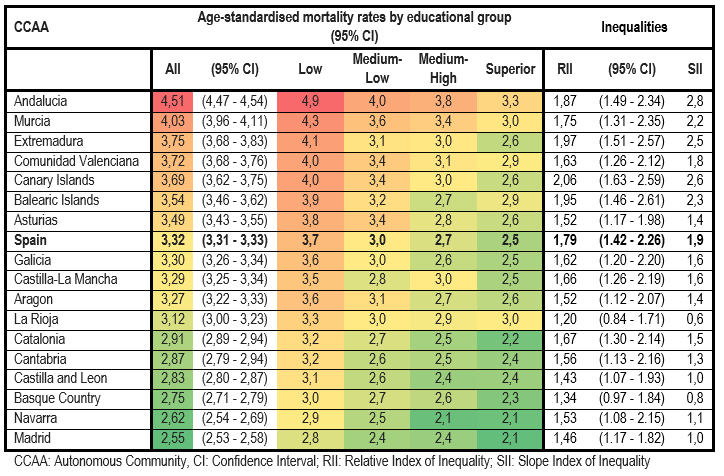 CCAA Age-standardised mortality rates by educational group (95% CI) Inequalities
All (95% CI) Low Medium-Low Medium-High Superior RII (95% CI) SII
Andalucia 4,51 (4,47 - 4,54) 4,9 4,0 3,8 3,3 1,87 (1.49 - 2.34) 2,8
Murcia 4,03 (3,96 - 4,11) 4,3 3,6 3,4 3,0 1,75 (1.31 - 2.35) 2,2
Extremadura 3,75 (3,68 - 3,83) 4,1 3,1 3,0 2,6 1,97 (1.51 - 2.57) 2,5
Comunidad Valenciana 3,72 (3,68 - 3,76) 4,0 3,4 3,1 2,9 1,63 (1.26 - 2.12) 1,8
Canary Islands 3,69 (3,62 - 3,75) 4,0 3,4 3,0 2,6 2,06 (1.63 - 2.59) 2,6
Balearic Islands 3,54 (3,46 - 3,62) 3,9 3,2 2,7 2,9 1,95 (1.46 - 2.61) 2,3
Asturias 3,49 (3,43 - 3,55) 3,8 3,4 2,8 2,6 1,52 (1.17 - 1.98) 1,4
Spain 3,32 (3,31 - 3,33) 3,7 3,0 2,7 2,5 1,79 (1.42 - 2.26) 1,9
Galicia 3,30 (3,26 - 3,34) 3,6 3,0 2,6 2,5 1,62 (1.20 - 2.20) 1,6
Castilla-La Mancha 3,29 (3,25 - 3,34) 3,5 2,8 3,0 2,5 1,66 (1.26 - 2.19) 1,6
Aragon 3,27 (3,22 - 3,33) 3,6 3,1 2,7 2,6 1,52 (1.12 - 2.07) 1,4
La Rioja 3,12 (3,00 - 3,23) 3,3 3,0 2,9 3,0 1,20 (0.84 - 1.71) 0,6
Catalonia 2,91 (2,89 - 2,94) 3,2 2,7 2,5 2,2 1,67 (1.30 - 2.14) 1,5
Cantabria 2,87 (2,79 - 2,94) 3,2 2,6 2,5 2,4 1,56 (1.13 - 2.16) 1,3
Castilla and Leon 2,83 (2,80 - 2,87) 3,1 2,6 2,4 2,4 1,43 (1.07 - 1.93) 1,0
Basque Country 2,75 (2,71 - 2,79) 3,0 2,7 2,6 2,3 1,34 (0.97 - 1.84) 0,8
Navarra 2,62 (2,54 - 2,69) 2,9 2,5 2,1 2,1 1,53 (1.08 - 2.15) 1,1
Madrid 2,55 (2,53 - 2,58) 2,8 2,4 2,4 2,1 1,46 (1.17 - 1.82) 1,0
CCAA: Autonomous Community, CI: Confidence Interval; RII: Relative Index of Inequality; SII: Slope Index of Inequality